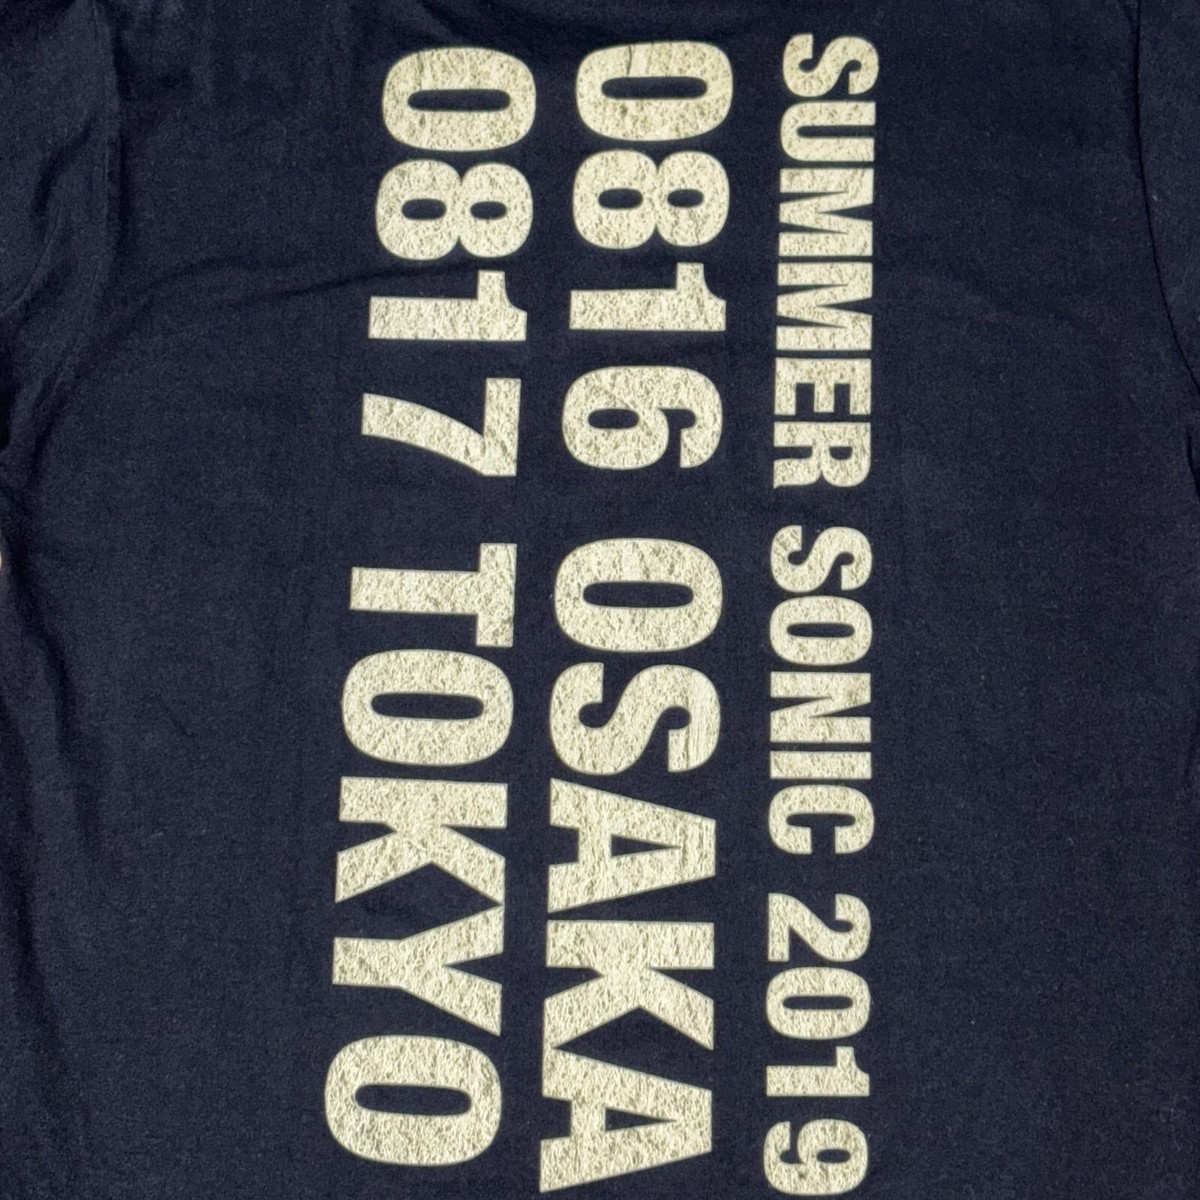 SUMMER SONIC 2019
0816 OSAKA
0817 TOKYO